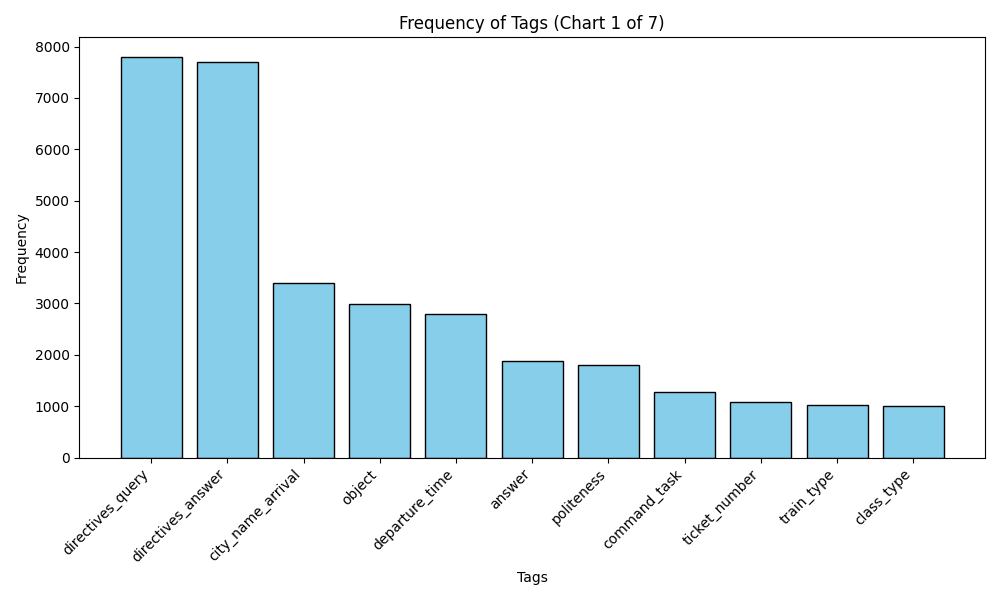 Frequency of Tags (Chart 1 of 7)
Frequency
8000
7000
6000
5000
4000
3000
2000
1000
0
directives_query
directives_answer
city_name_arrival
object
departure_time
answer
politeness
command_task
ticket_number
train_type
class_type
Tags